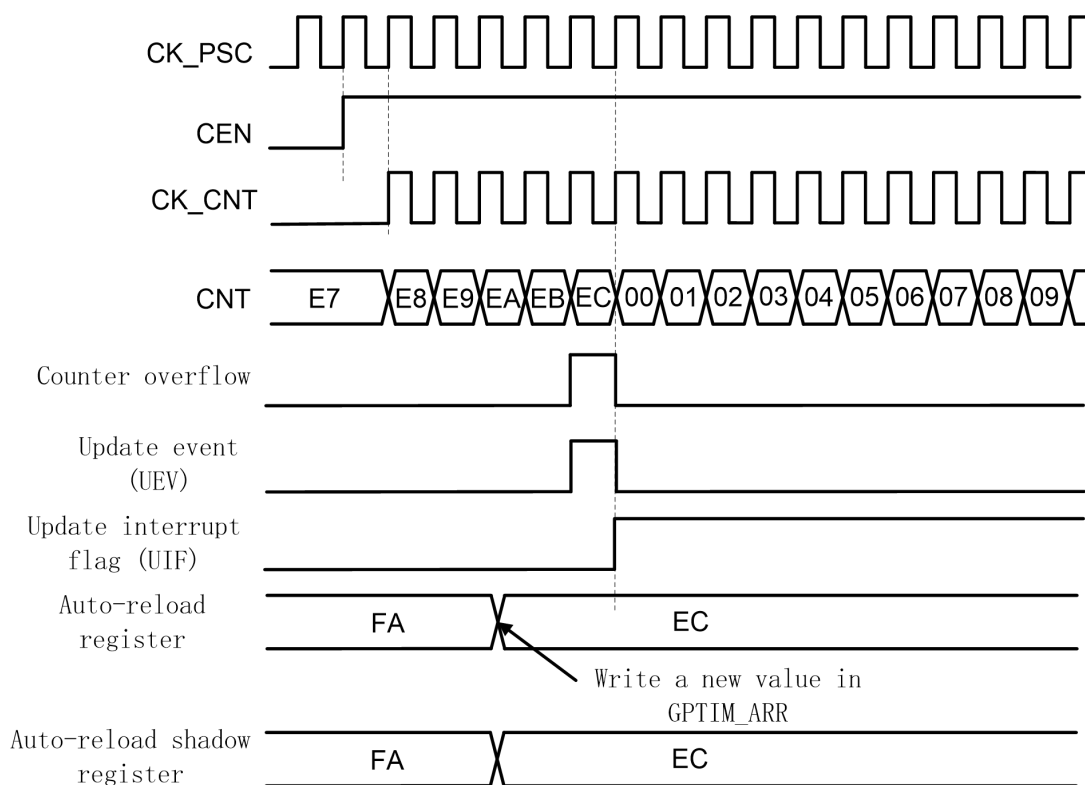 CK_PSC
CEN
CK_CNT
CNT
E7 E8 E9 EA EB EC 00 01 02 03 04 05 06 07 08 09
Counter overflow
Update event
(UEV)
Update interrupt
flag (UIF)
Auto-reload
register
FA EC
Write a new value in
GPTIM_ARR
Auto-reload shadow
register
FA EC